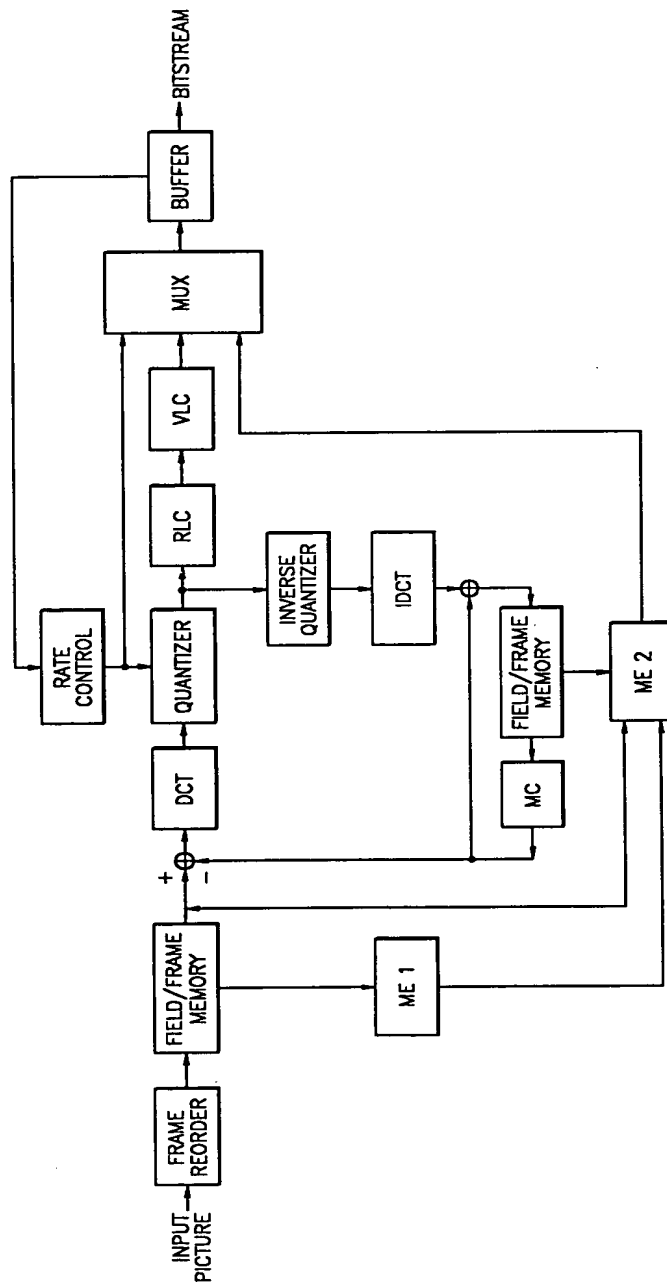 INPUT
PICTURE
FRAME
REORDER
FIELD/FRAME
MEMORY
+
−
DCT
QUANTIZER
RATE
CONTROL
RLC
VLC
MUX
BUFFER
BITSTREAM
INVERSE
QUANTIZER
IDCT
FIELD/FRAME
MEMORY
MC
ME 1
ME 2